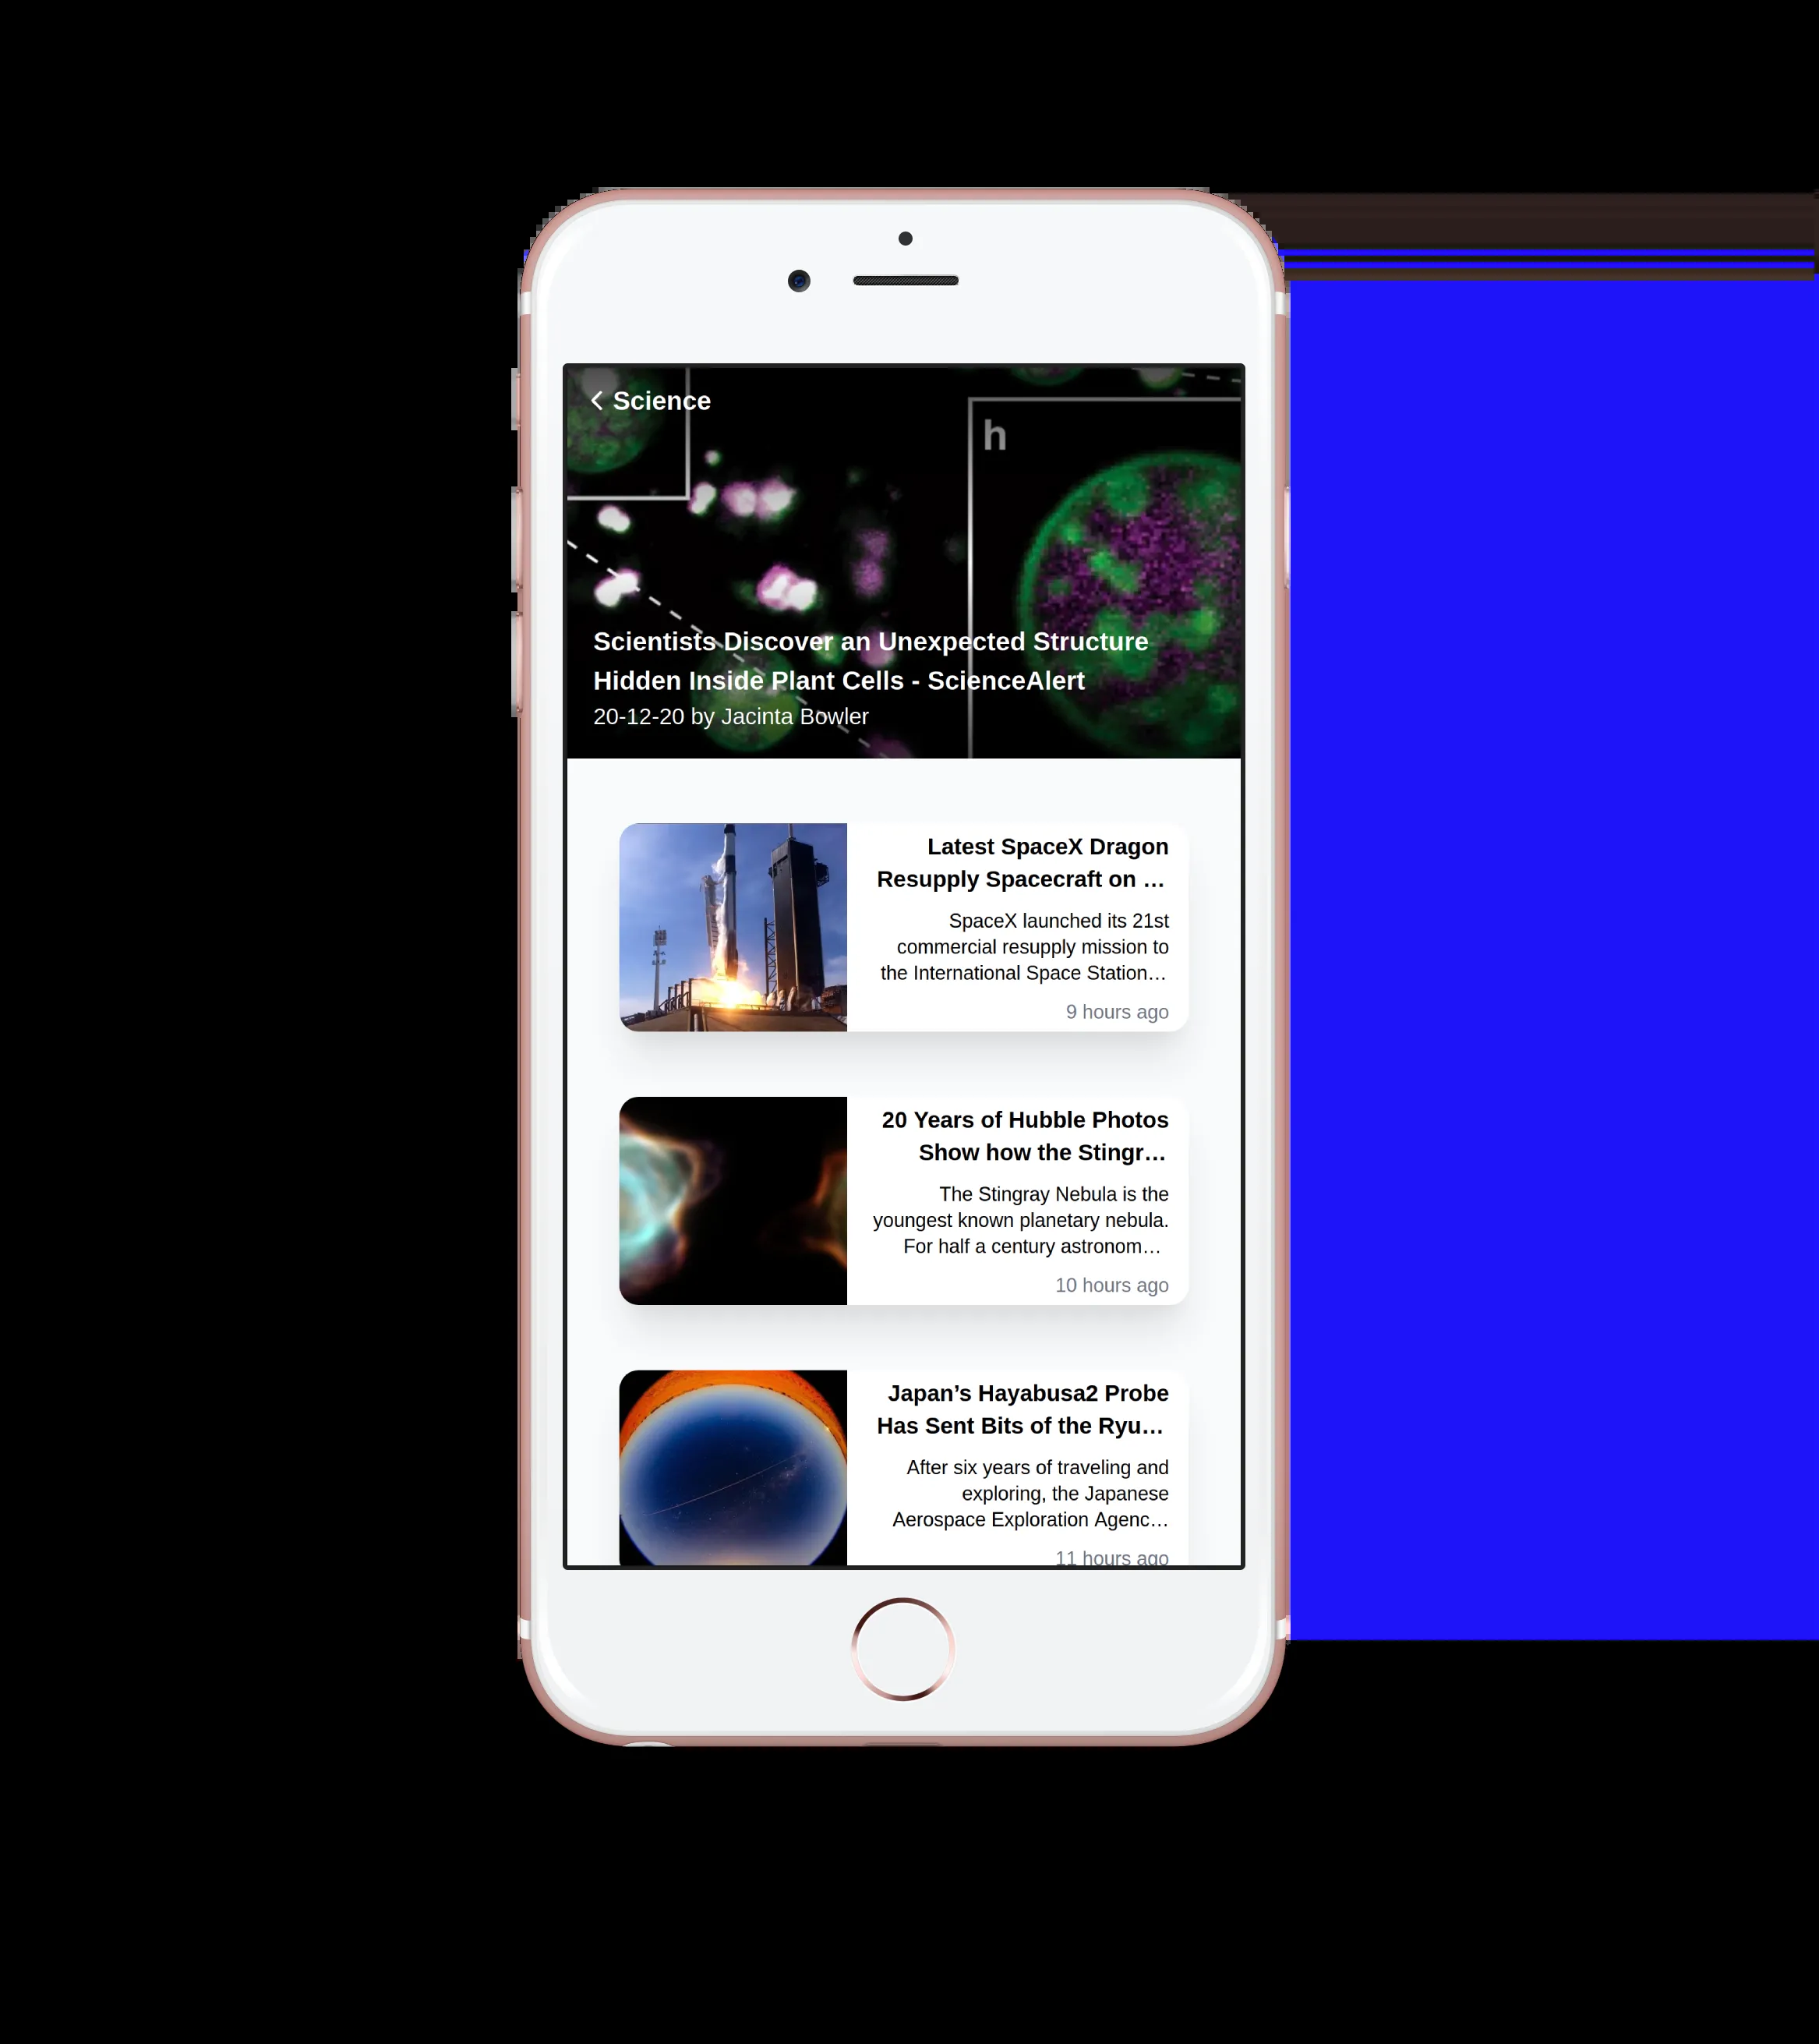 Science
h
Scientists Discover an Unexpected Structure
Hidden Inside Plant Cells - ScienceAlert
20-12-20 by Jacinta Bowler
Latest SpaceX Dragon
Resupply Spacecraft on …
SpaceX launched its 21st
commercial resupply mission to
the International Space Station…
9 hours ago
20 Years of Hubble Photos
Show how the Stingr…
The Stingray Nebula is the
youngest known planetary nebula.
For half a century astronom…
10 hours ago
Japan’s Hayabusa2 Probe
Has Sent Bits of the Ryu…
After six years of traveling and
exploring, the Japanese
Aerospace Exploration Agenc…
11 hours ago